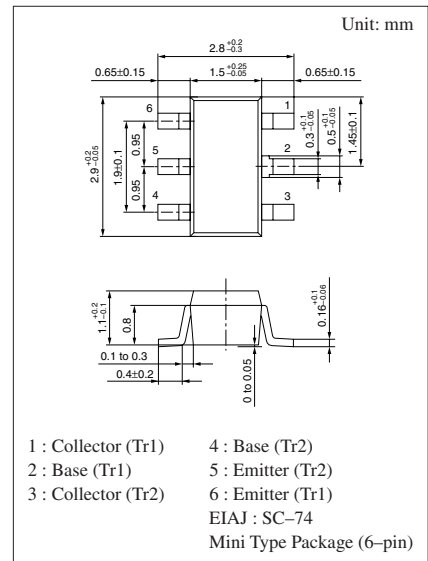 Unit: mm
2.8 +0.2 −0.3
0.65±0.15 1.5 +0.25 −0.05 0.65±0.15
6 1
5 2
4 3
2.9 +0.2 −0.05
1.9±0.1
0.95
0.95
0.3 +0.1 −0.05
0.5 +0.1 −0.05
1.45±0.1
1.1 +0.2 −0.1
0.8
0.16 +0.1 −0.06
0.1 to 0.3
0.4±0.2
0 to 0.05
1 : Collector (Tr1) 4 : Base (Tr2)
2 : Base (Tr1) 5 : Emitter (Tr2)
3 : Collector (Tr2) 6 : Emitter (Tr1)
EIAJ : SC–74
Mini Type Package (6–pin)